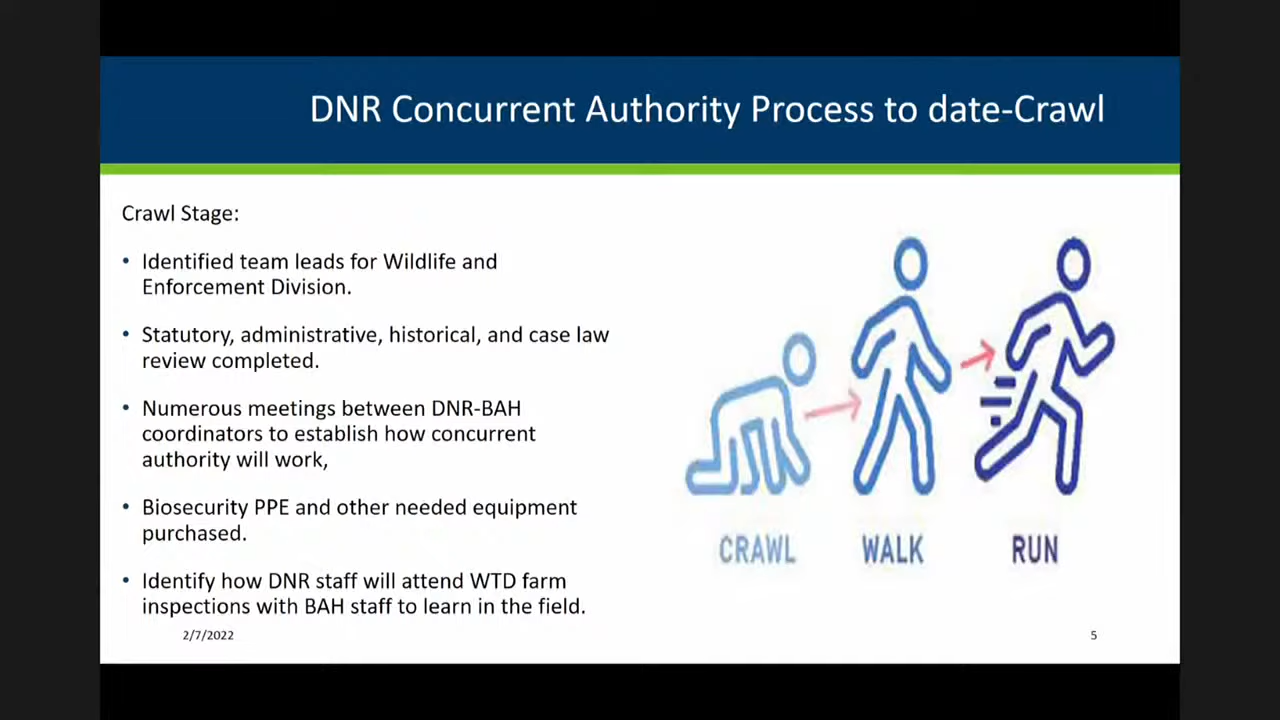 DNR Concurrent Authority Process to date-Crawl
Crawl Stage:
• Identified team leads for Wildlife and
Enforcement Division.
• Statutory, administrative, historical, and case law
review completed.
• Numerous meetings between DNR-BAH
coordinators to establish how concurrent
authority will work,
• Biosecurity PPE and other needed equipment
purchased.
• Identify how DNR staff will attend WTD farm
inspections with BAH staff to learn in the field.
CRAWL
WALK
RUN
2/7/2022
5